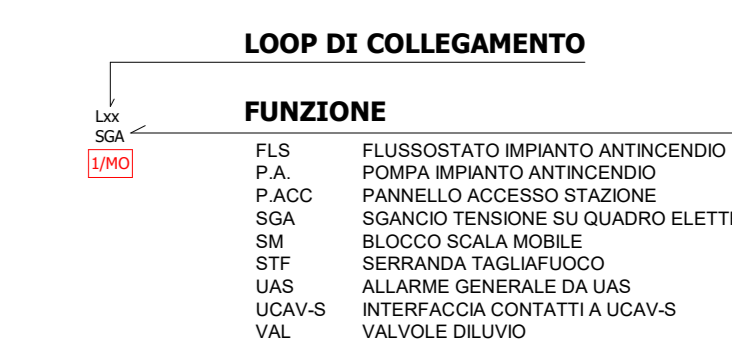 LOOP DI COLLEGAMENTO
Lxx
SGA
1/MO
FUNZIONE
FLS FLUSSOSTATO IMPIANTO ANTINCENDIO
P.A. POMPA IMPIANTO ANTINCENDIO
P.ACC PANNELLO ACCESSO STAZIONE
SGA SGANCIO TENSIONE SU QUADRO
SM BLOCCO SCALA MOBILE
STF SERRANDA TAGLIAFUOCO
UAS ALLARME GENERALE DA UAS
UCAV-S INTERFACCIA CONTATTI A UCAV-S
VAL VALVOLE DILUVIO